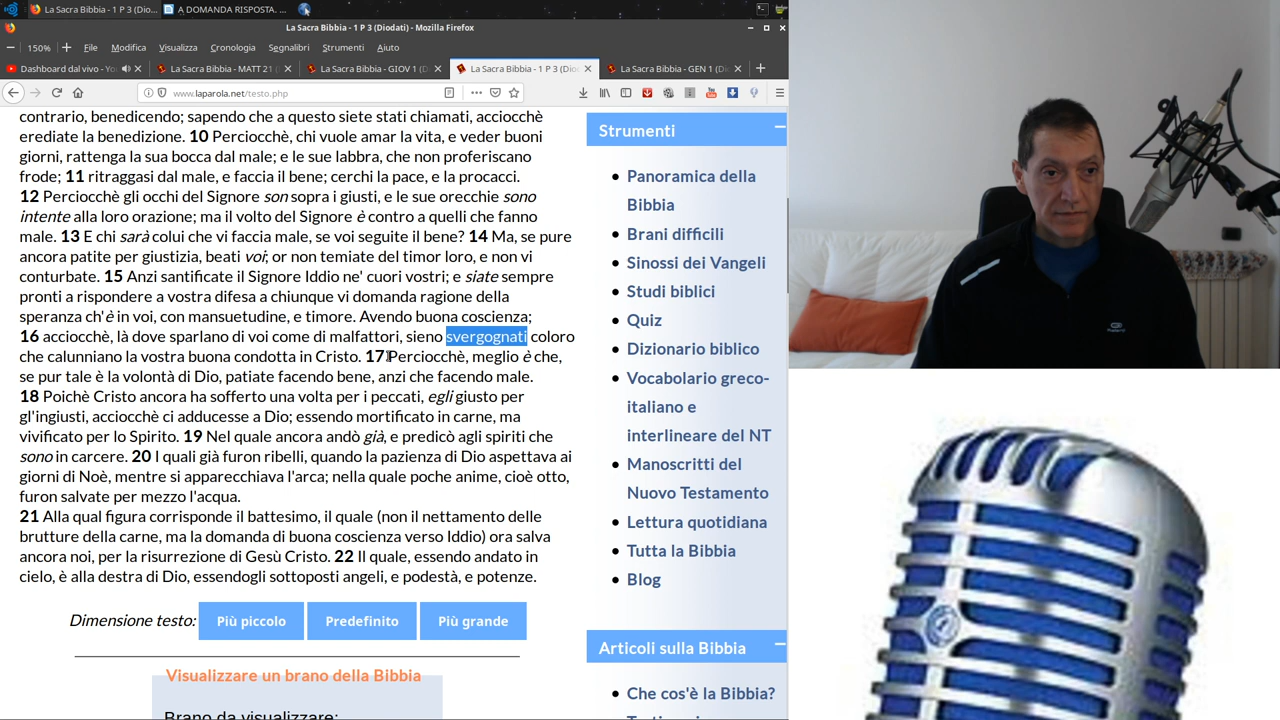 La Sacra Bibbia - 1 P 3 (Dio...
A DOMANDA RISPOSTA. ...
La Sacra Bibbia - 1 P 3 (Diodati) - Mozilla Firefox
150%
File Modifica Visualizza Cronologia Segnalibri Strumenti Aiuto
Dashboard dal vivo - Yo
La Sacra Bibbia - MATT 21 (
La Sacra Bibbia - GIOV 1 (D
La Sacra Bibbia - 1 P 3 (Dio
La Sacra Bibbia - GEN 1 (Di
www.laparola.net/testo.php
contrario, benedicendo; sapendo che a questo siete stati chiamati, acciocchè
erediate la benedizione. 10 Perciocchè, chi vuole amar la vita, e veder buoni
giorni, rattenga la sua bocca dal male; e le sue labbra, che non proferiscano
frode; 11 ritraggasi dal male, e faccia il bene; cerchi la pace, e la procacci.
12 Perciocchè gli occhi del Signore son sopra i giusti, e le sue orecchie sono
intente alla loro orazione; ma il volto del Signore è contro a quelli che fanno
male. 13 E chi sarà colui che vi faccia male, se voi seguite il bene? 14 Ma, se pure
ancora patite per giustizia, beati voi; or non temiate del timor loro, e non vi
conturbate. 15 Anzi santificate il Signore Iddio ne' cuori vostri; e siate sempre
pronti a rispondere a vostra difesa a chiunque vi domanda ragione della
speranza ch'è in voi, con mansuetudine, e timore. Avendo buona coscienza;
16 acciocchè, là dove sparlano di voi come di malfattori, sieno svergognati coloro
che calunniano la vostra buona condotta in Cristo. 17 Perciocchè, meglio è che,
se pur tale è la volontà di Dio, patiate facendo bene, anzi che facendo male.
18 Poichè Cristo ancora ha sofferto una volta per i peccati, egli giusto per
gl'ingiusti, acciocchè ci adducesse a Dio; essendo mortificato in carne, ma
vivificato per lo Spirito. 19 Nel quale ancora andò già, e predicò agli spiriti che
sono in carcere. 20 I quali già furon ribelli, quando la pazienza di Dio aspettava ai
giorni di Noè, mentre si apparecchiava l'arca; nella quale poche anime, cioè otto,
furon salvate per mezzo l'acqua.
21 Alla qual figura corrisponde il battesimo, il quale (non il nettamento delle
brutture della carne, ma la domanda di buona coscienza verso Iddio) ora salva
ancora noi, per la risurrezione di Gesù Cristo. 22 Il quale, essendo andato in
cielo, è alla destra di Dio, essendogli sottoposti angeli, e podestà, e potenze.
Dimensione testo: Più piccolo Predefinito Più grande
Visualizzare un brano della Bibbia
Brano da visualizzare:
Strumenti
Panoramica della
Bibbia
Brani difficili
Sinossi dei Vangeli
Studi biblici
Quiz
Dizionario biblico
Vocabolario greco-
italiano e
interlineare del NT
Manoscritti del
Nuovo Testamento
Lettura quotidiana
Tutta la Bibbia
Blog
Articoli sulla Bibbia
Che cos'è la Bibbia?